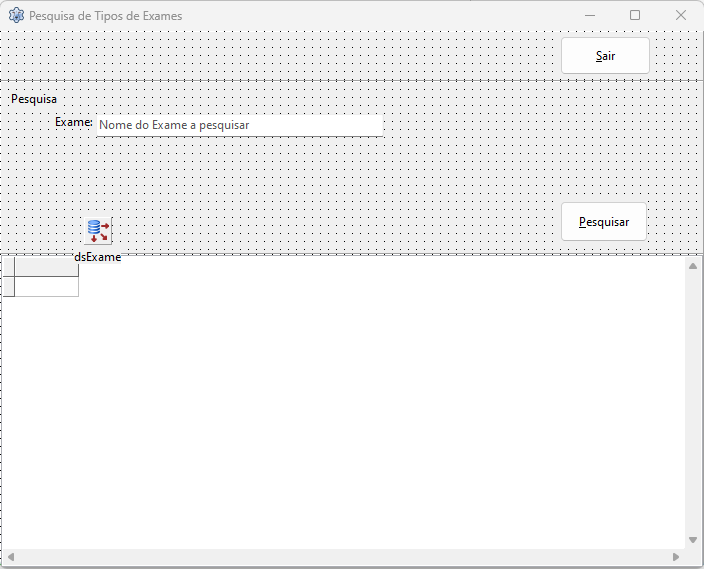 Pesquisa de Tipos de Exames
Sair
Pesquisa
Exame: Nome do Exame a pesquisar
Pesquisar
dsExame